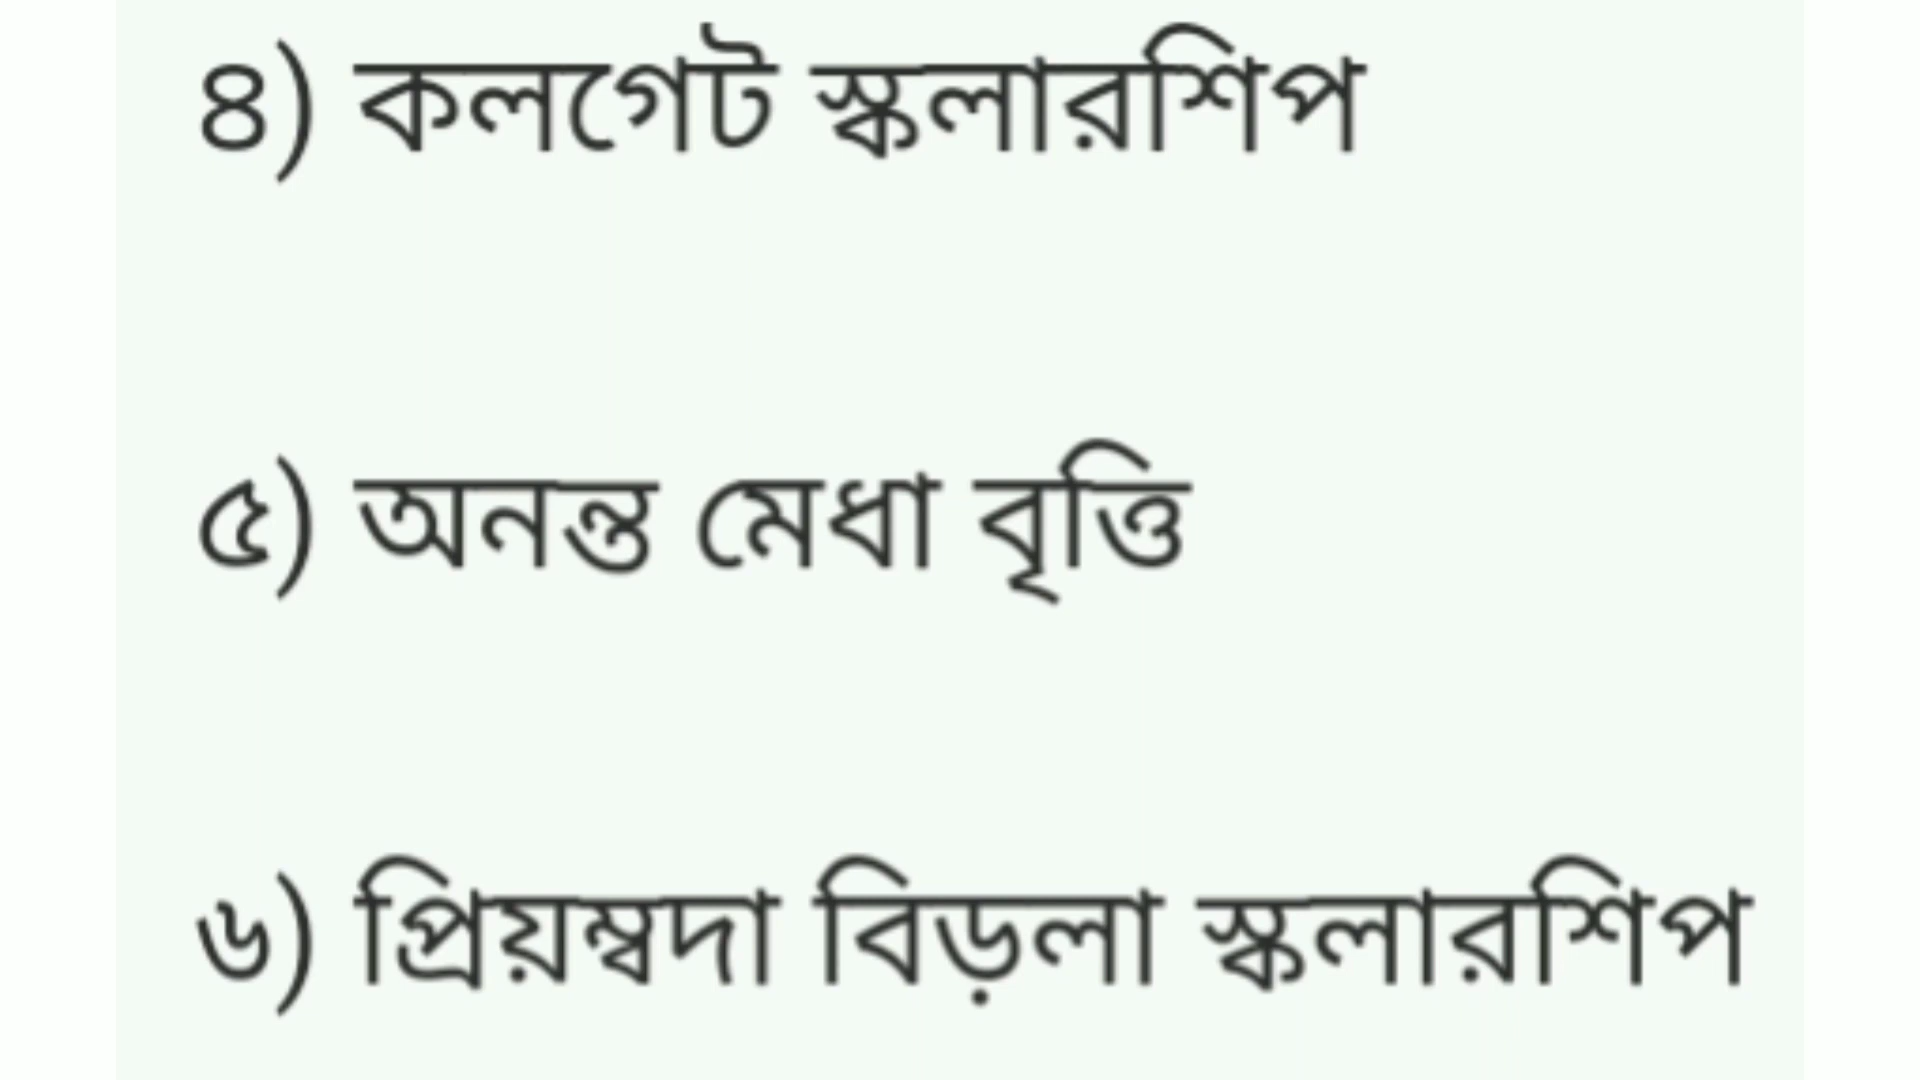 ৪) কলগেট স্কলারশিপ
৫) অনন্ত মেধা বৃত্তি
৬) প্রিয়ম্বদা বিড়লা স্কলারশিপ